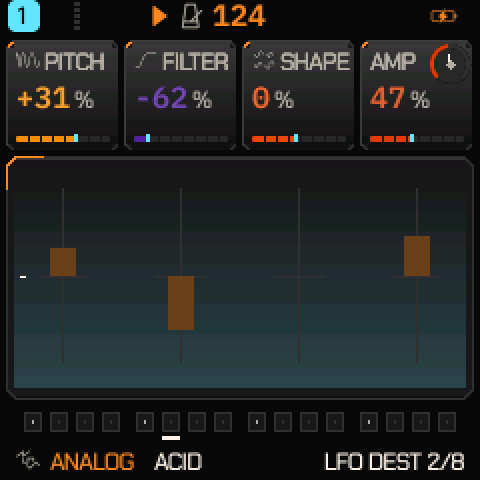 1 124
PITCH FILTER SHAPE AMP
+31% -62% 0% 47%
ANALOG ACID LFO DEST 2/8